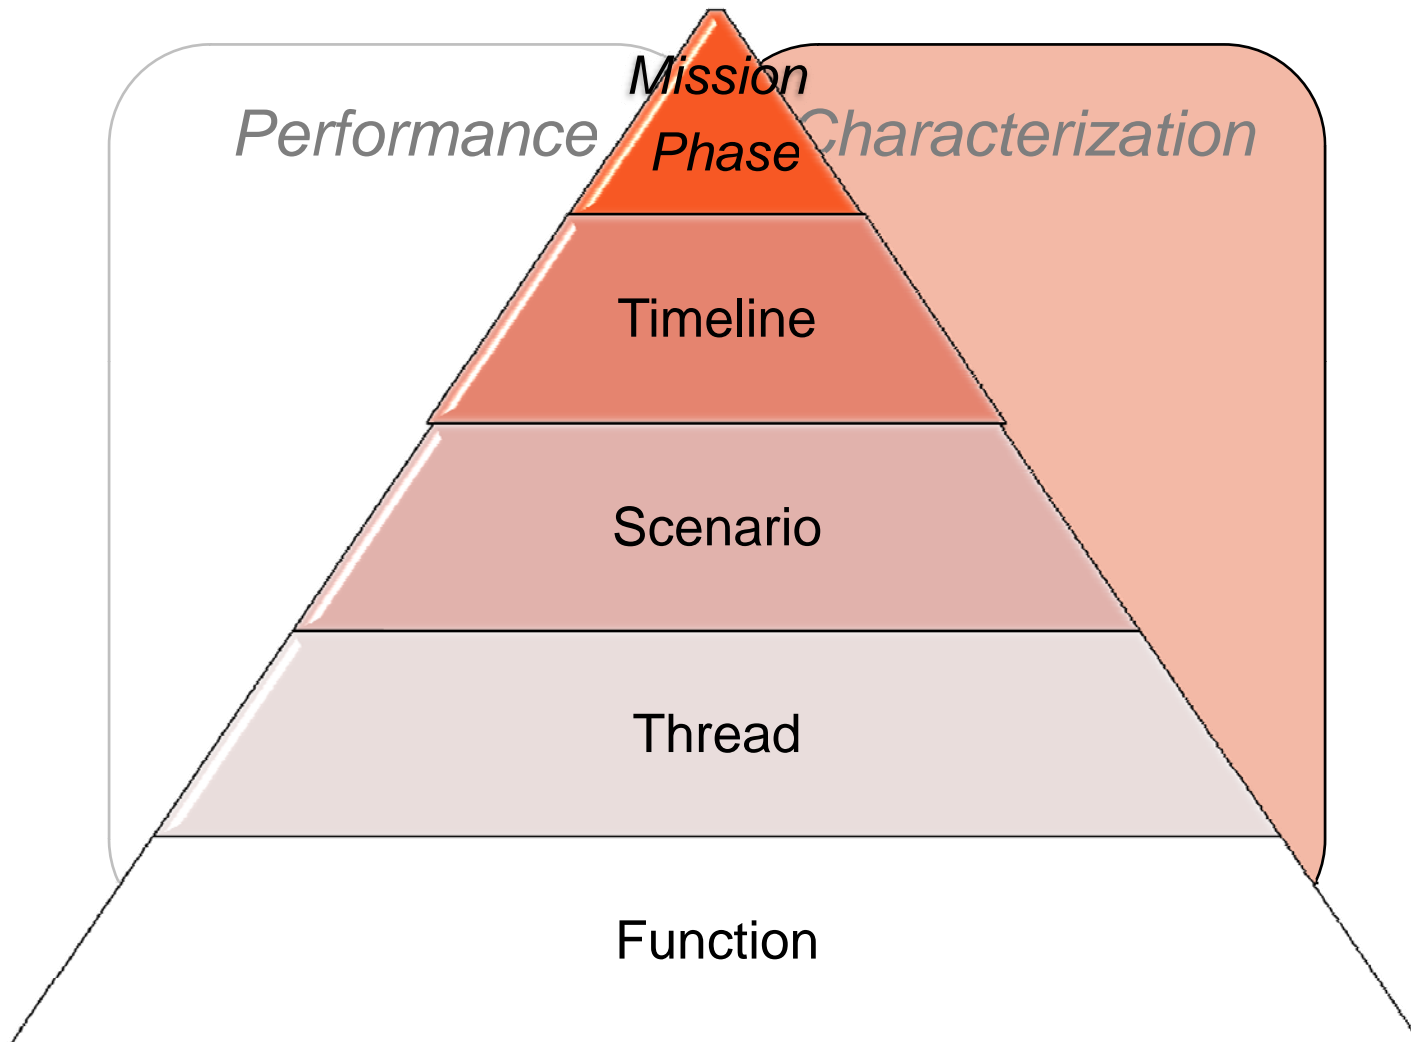 Mission
Performance
Characterization
Phase
Timeline
Scenario
Thread
Function